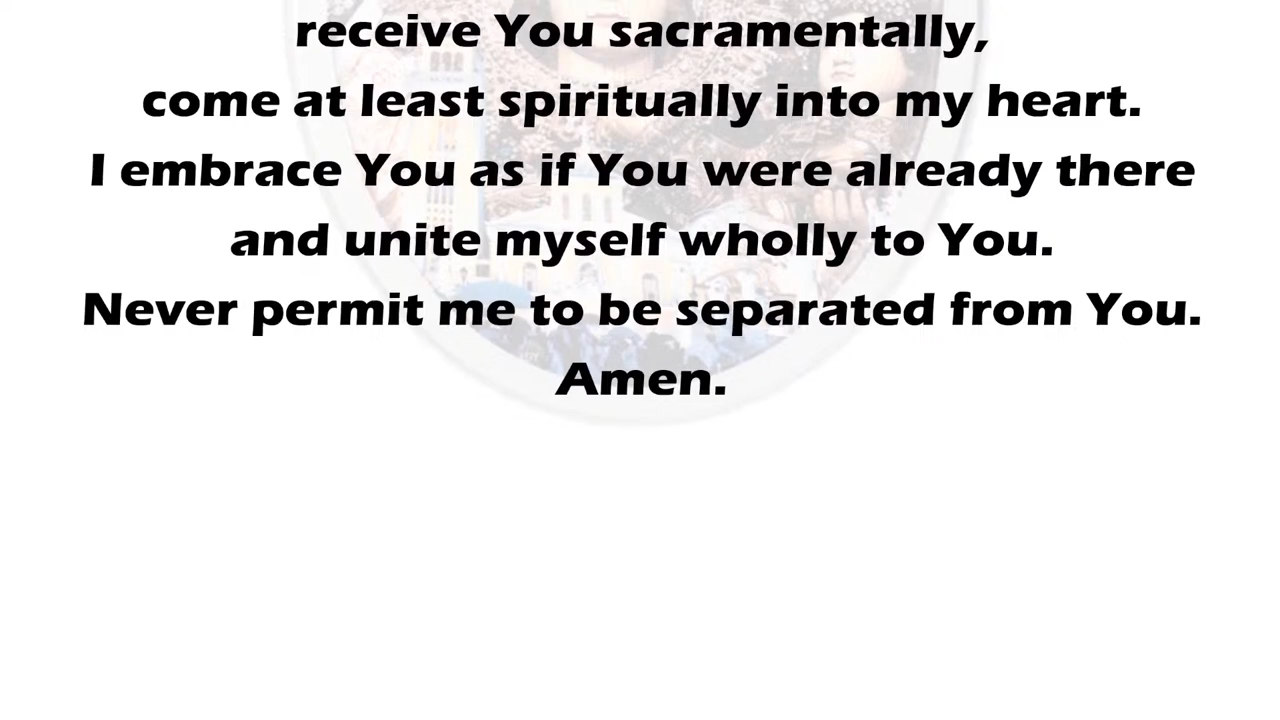 receive You sacramentally,
come at least spiritually into my heart.
I embrace You as if You were already there
and unite myself wholly to You.
Never permit me to be separated from You.
Amen.